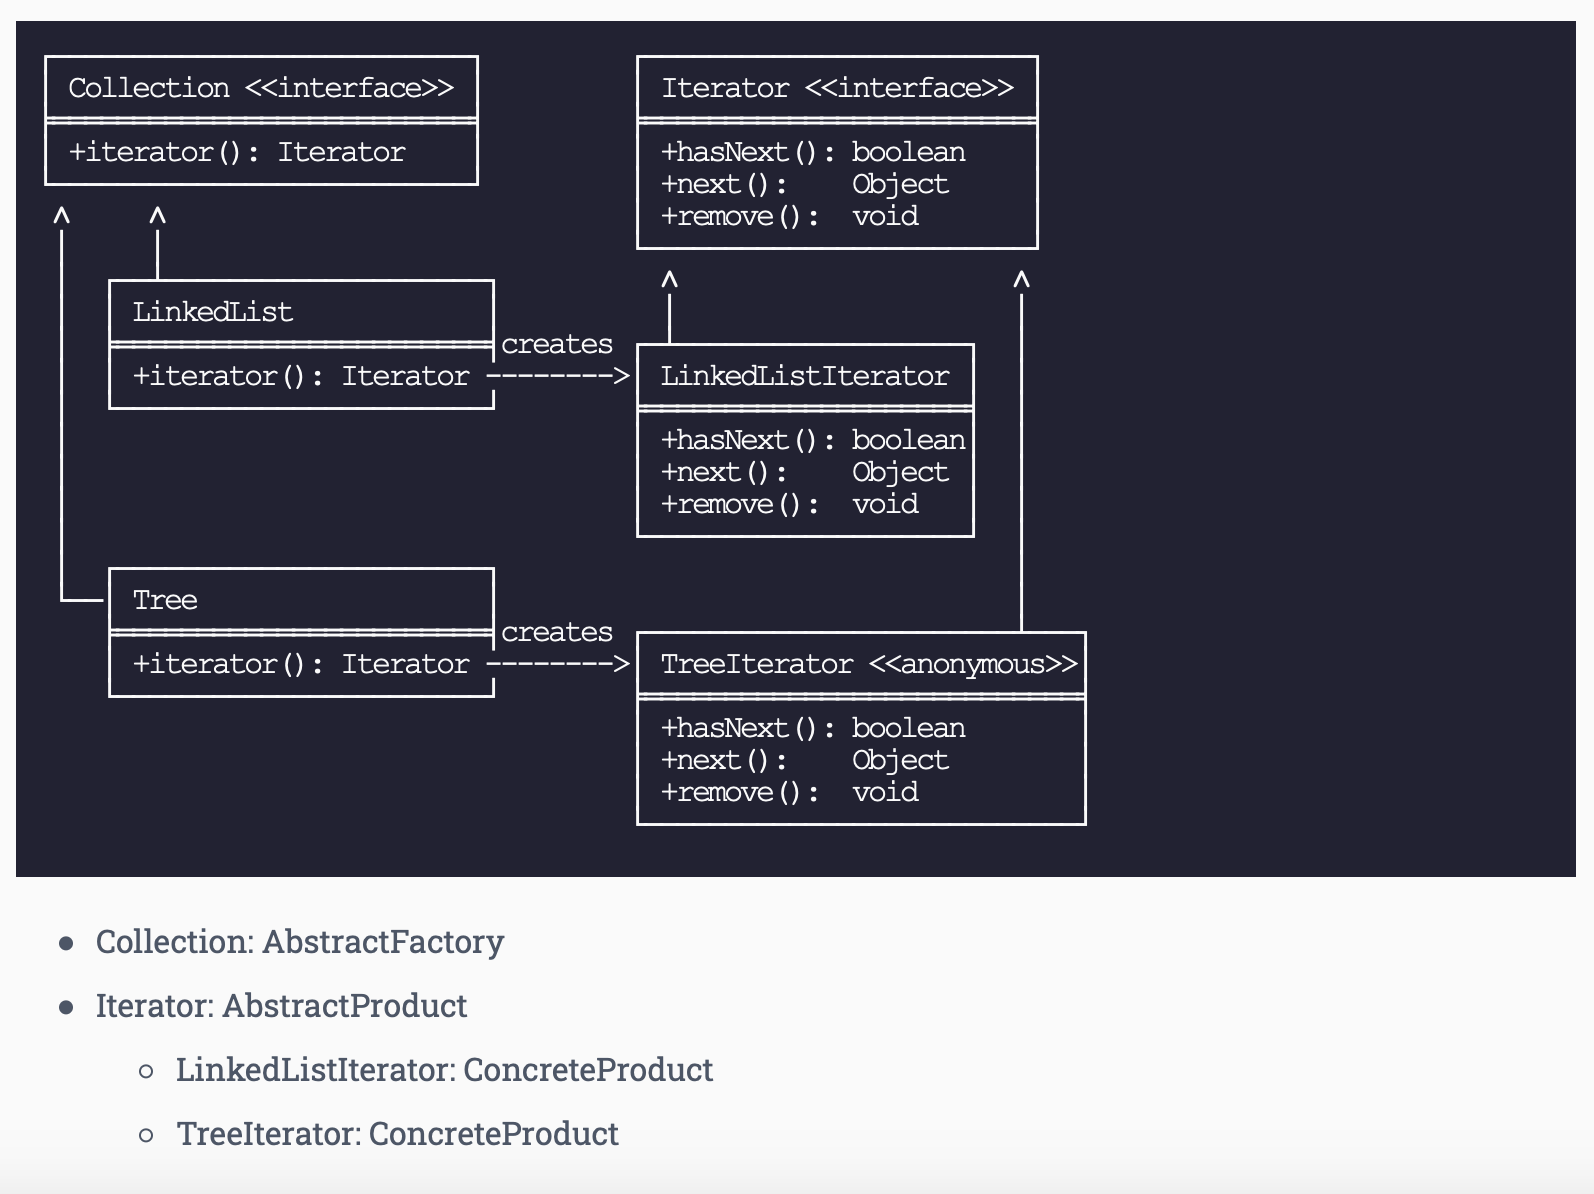 Collection <<interface>>
+iterator(): Iterator
Iterator <<interface>>
+hasNext(): boolean
+next(): Object
+remove(): void
LinkedList
+iterator(): Iterator
creates
-------->
LinkedListIterator
+hasNext(): boolean
+next(): Object
+remove(): void
Tree
+iterator(): Iterator
creates
-------->
TreeIterator <<anonymous>>
+hasNext(): boolean
+next(): Object
+remove(): void
Collection: AbstractFactory
Iterator: AbstractProduct
LinkedListIterator: ConcreteProduct
TreeIterator: ConcreteProduct